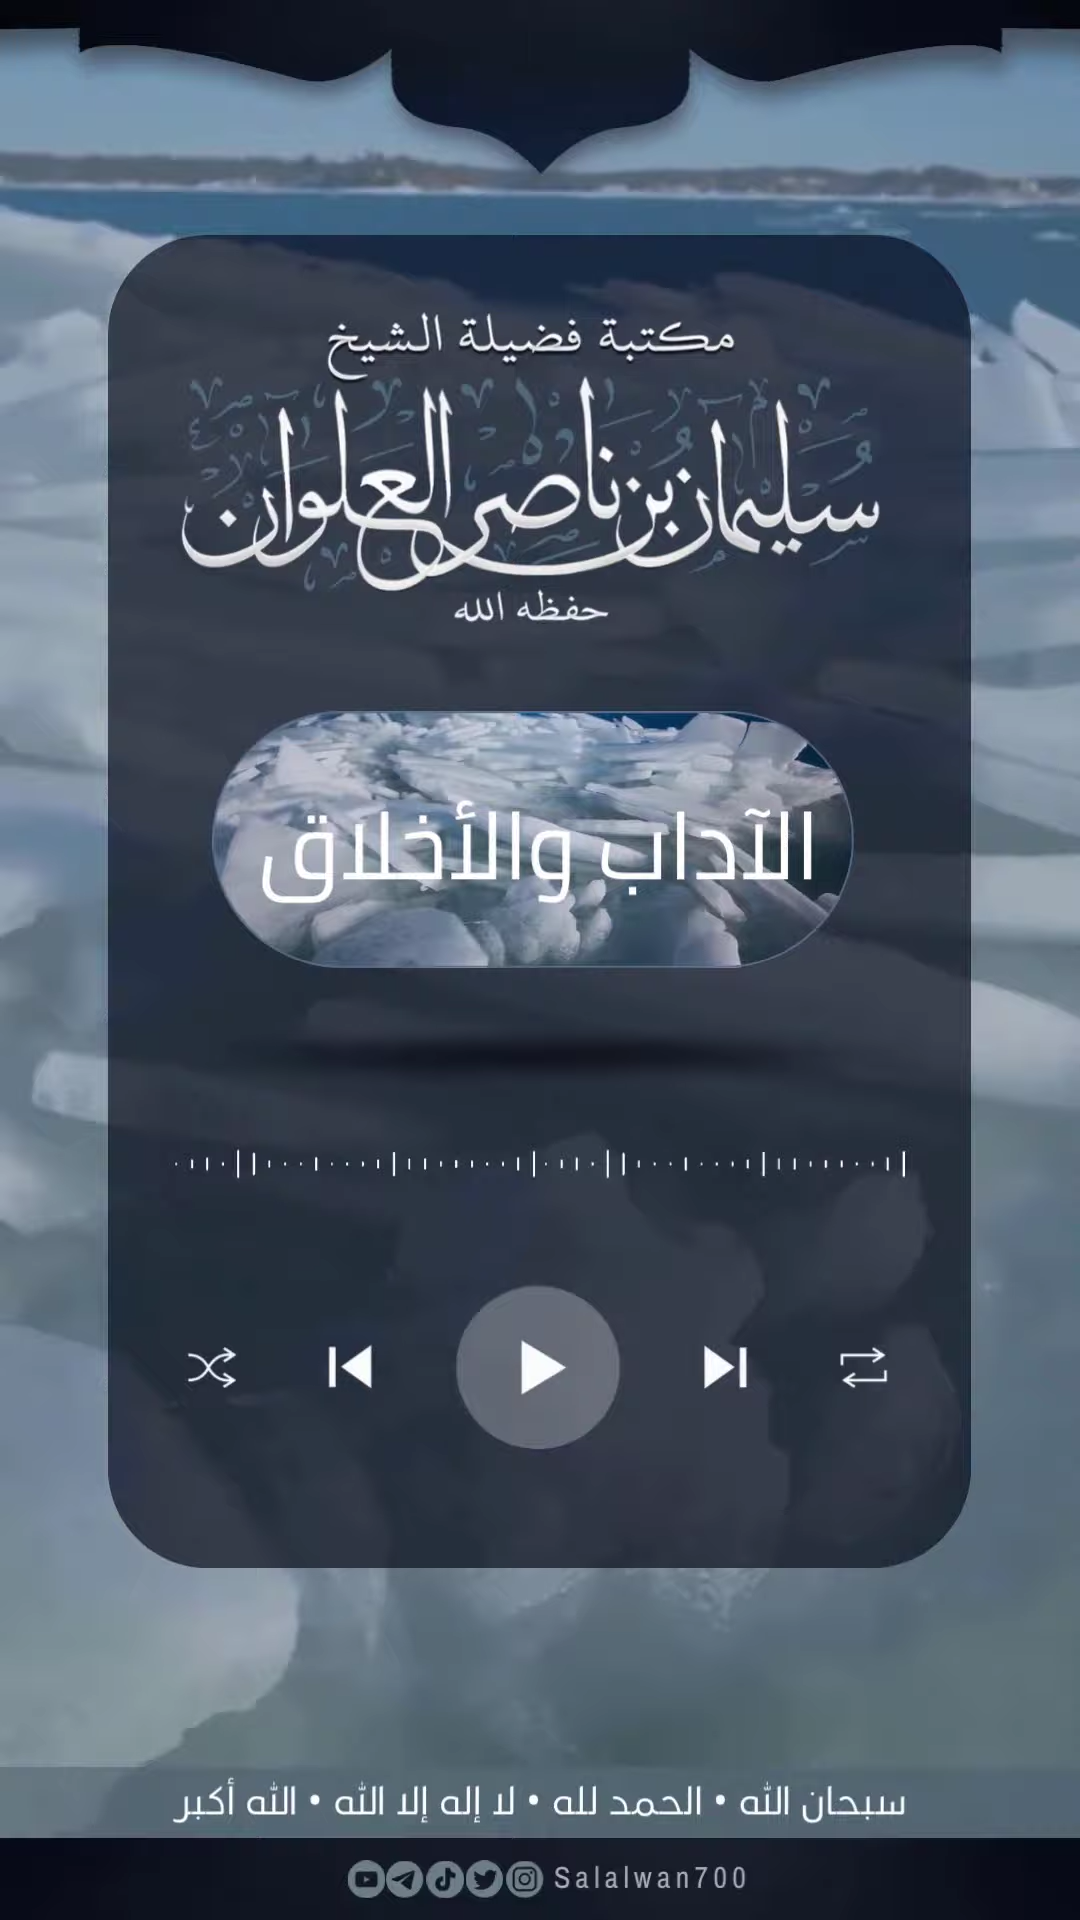 مكتبة فضيلة الشيخ
سليمان بن ناصر العلوان
حفظه الله
الآداب والأخلاق
سبحان الله • الحمد لله • لا إله إلا الله • الله أكبر
Salalwan700